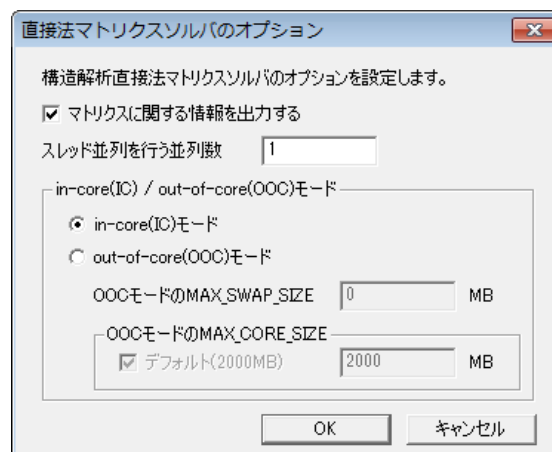 直接法マトリクスソルバのオプション
構造解析直接法マトリクスソルバのオプションを設定します。
マトリクスに関する情報を出力する
スレッド並列を行う並列数 1
in-core(IC) / out-of-core(OOC)モード
in-core(IC)モード
out-of-core(OOC)モード
OOCモードのMAX_SWAP_SIZE 0 MB
OOCモードのMAX_CORE_SIZE
デフォルト(2000MB) 2000 MB
OK キャンセル